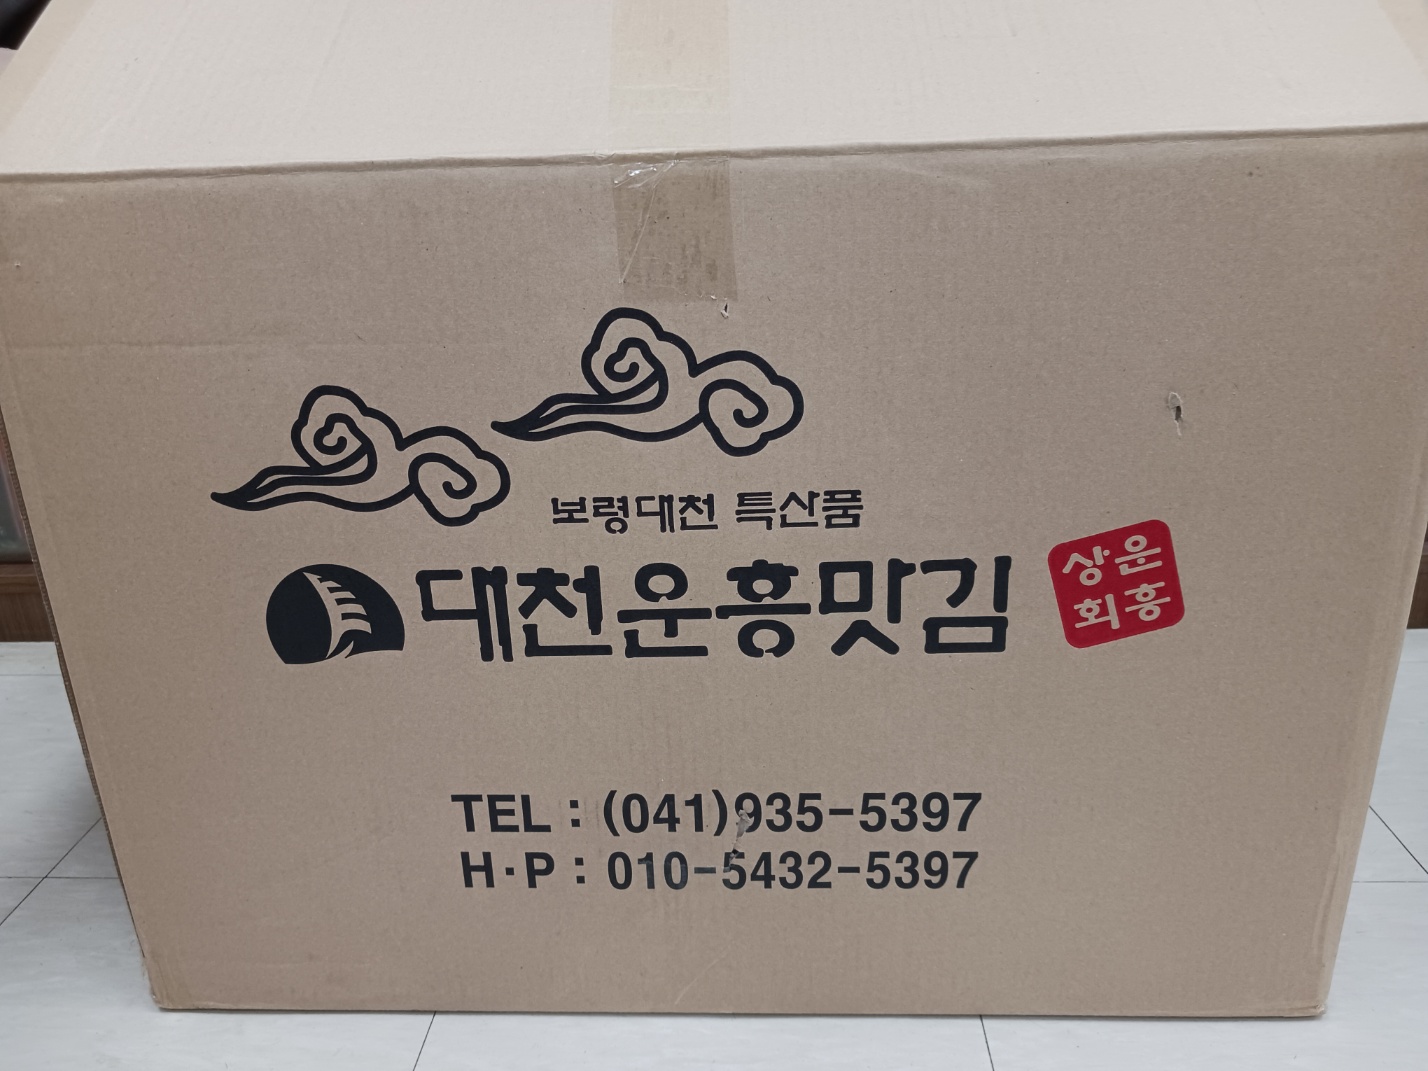 보령대천 특산품
대천운흥맛김
상운
회흥
TEL : (041)935-5397
H·P : 010-5432-5397